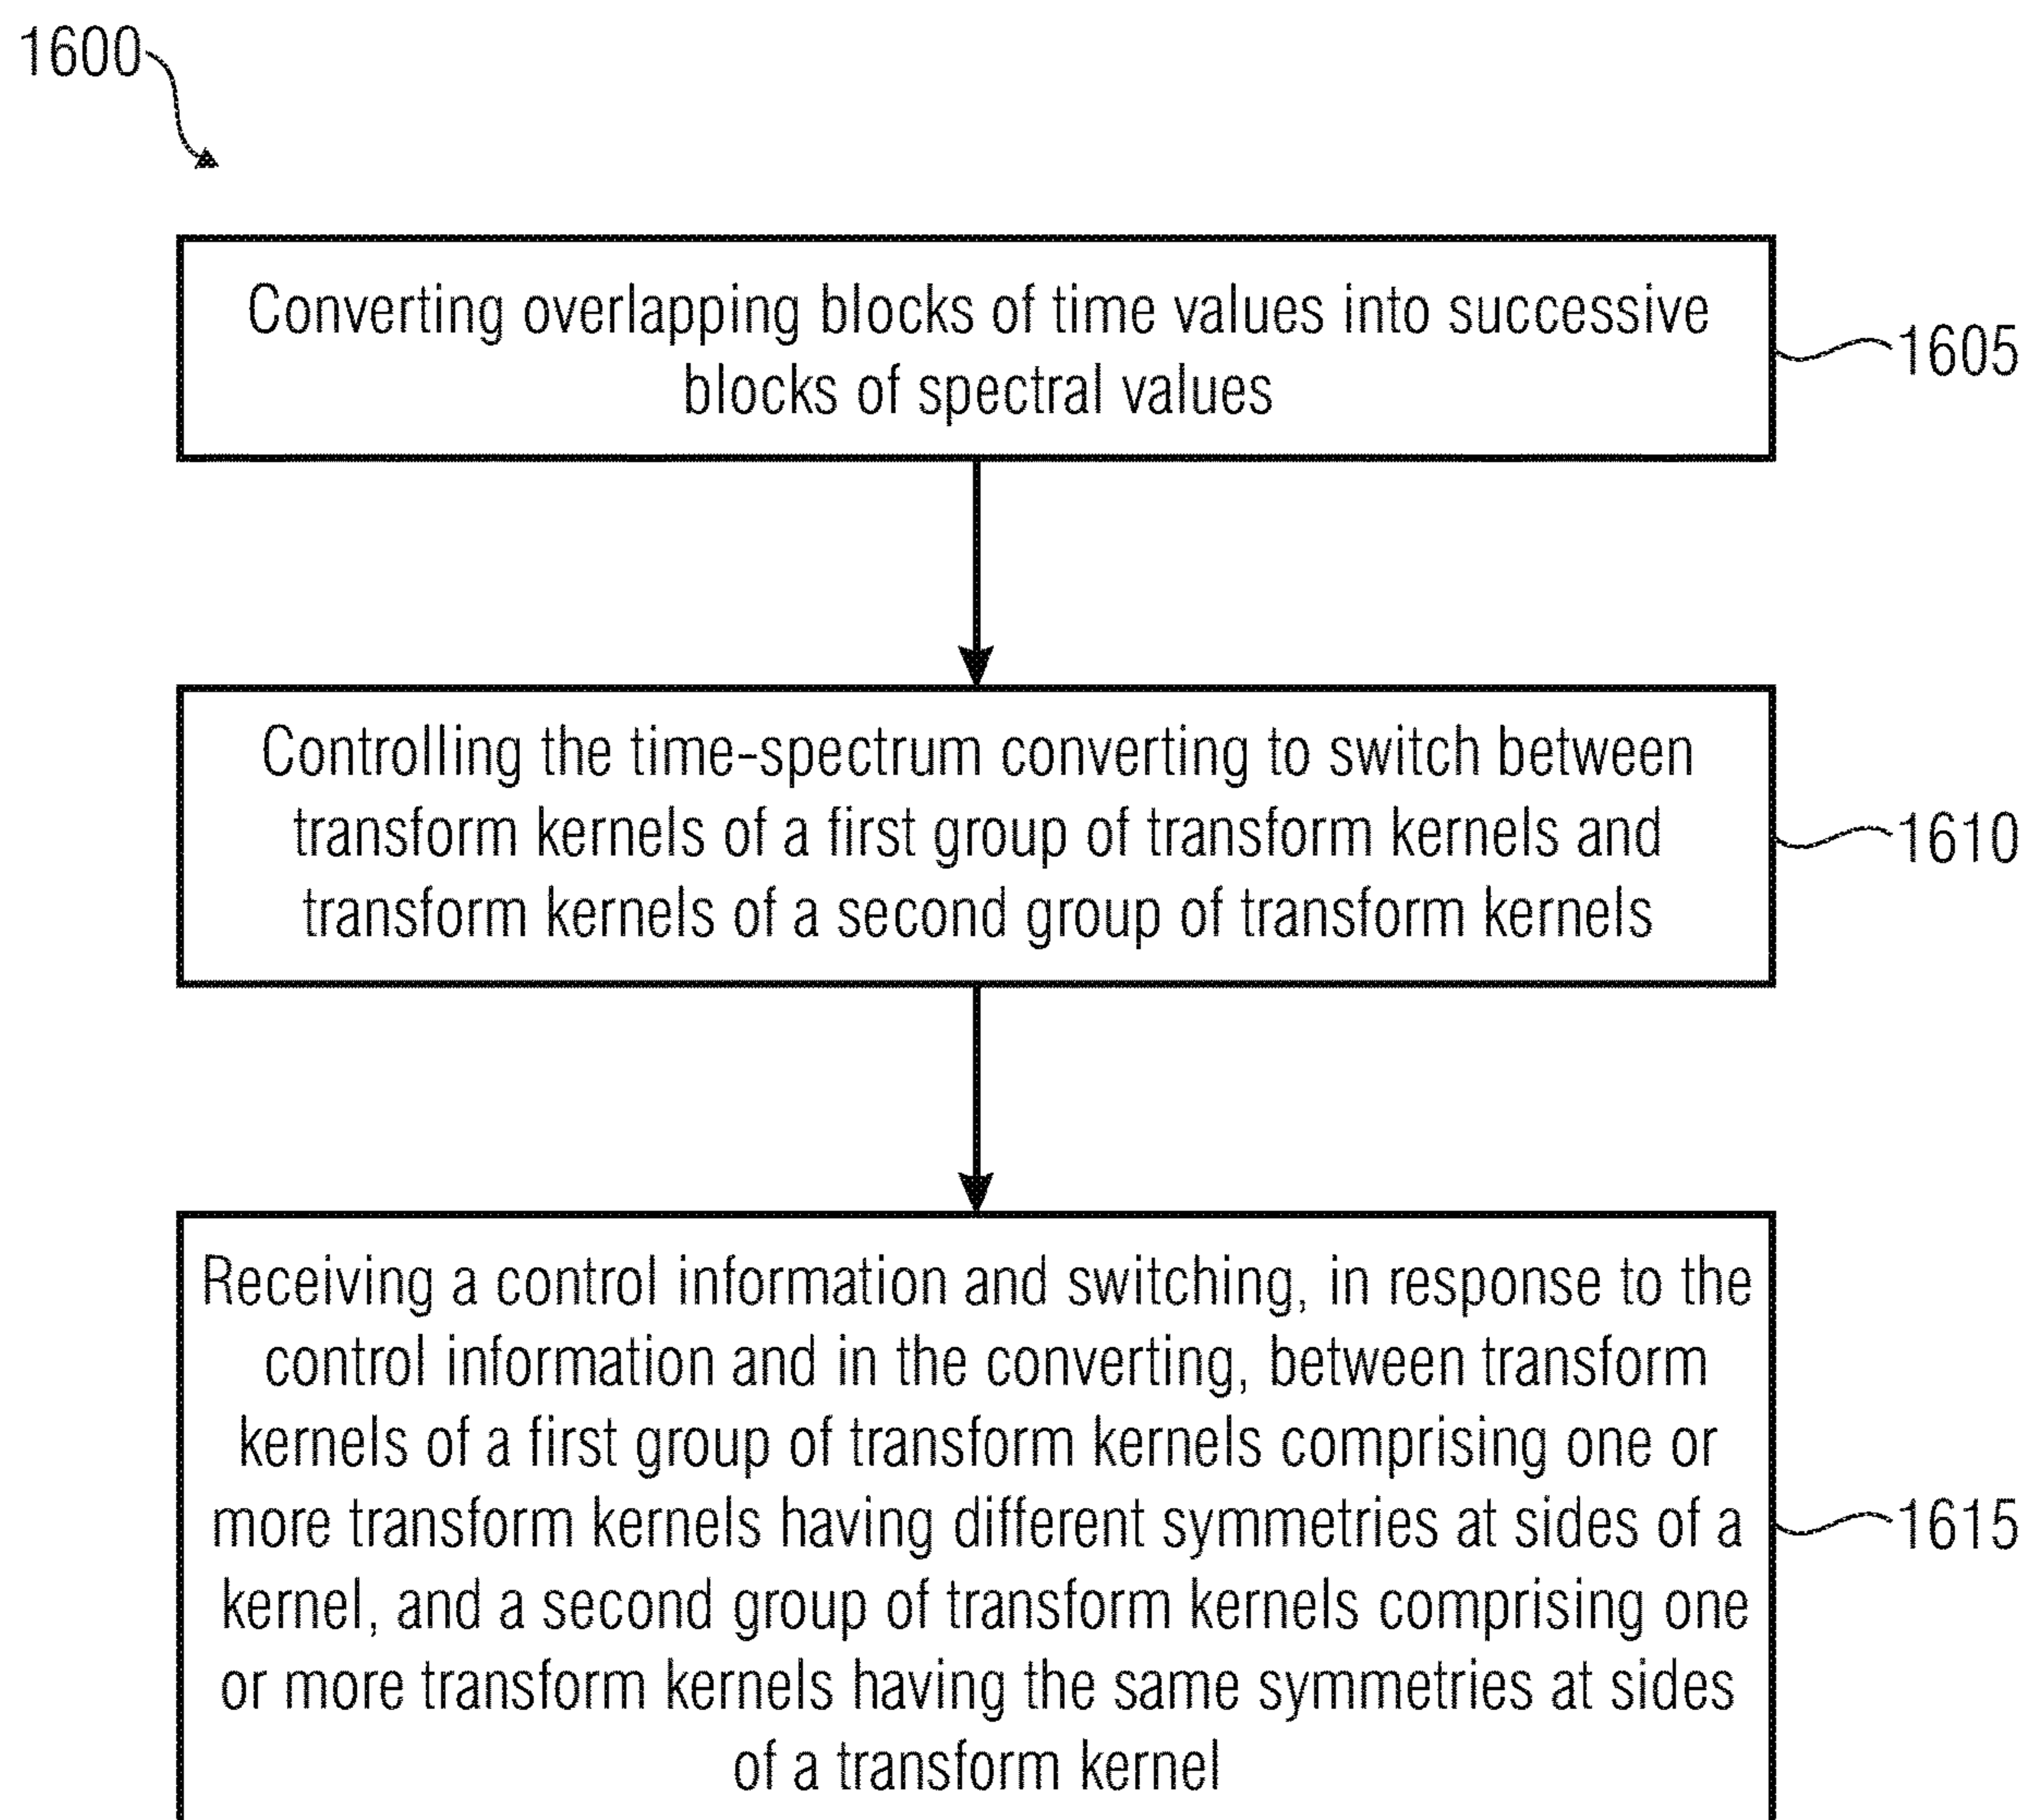 1600
Converting overlapping blocks of time values into successive
blocks of spectral values
1605
Controlling the time-spectrum converting to switch between
transform kernels of a first group of transform kernels and
transform kernels of a second group of transform kernels
1610
Receiving a control information and switching, in response to the
control information and in the converting, between transform
kernels of a first group of transform kernels comprising one or
more transform kernels having different symmetries at sides of a
kernel, and a second group of transform kernels comprising one
or more transform kernels having the same symmetries at sides
of a transform kernel
1615